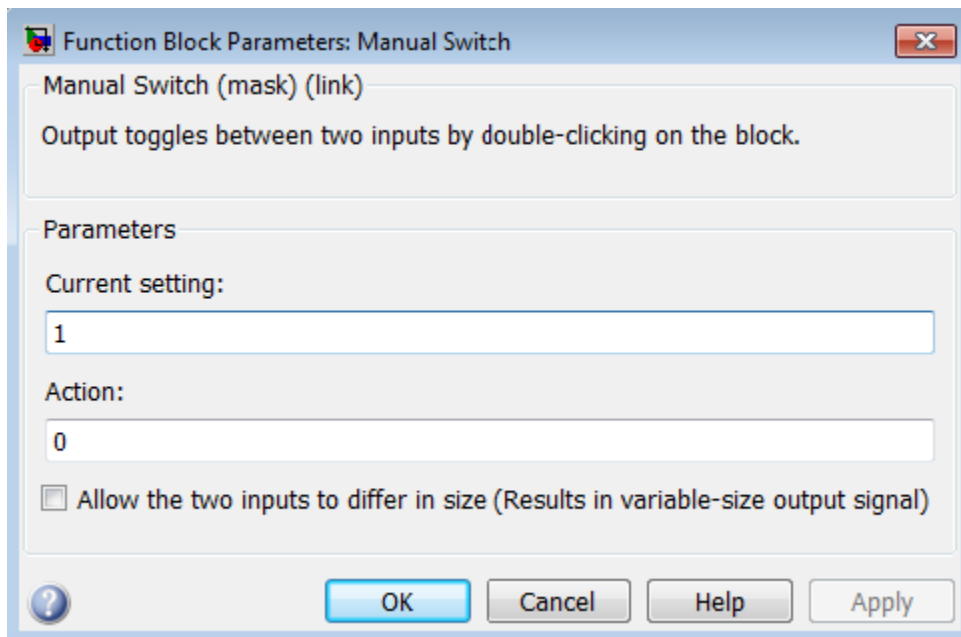 Function Block Parameters: Manual Switch
Manual Switch (mask) (link)
Output toggles between two inputs by double-clicking on the block.
Parameters
Current setting:
1
Action:
0
Allow the two inputs to differ in size (Results in variable-size output signal)
? OK Cancel Help Apply